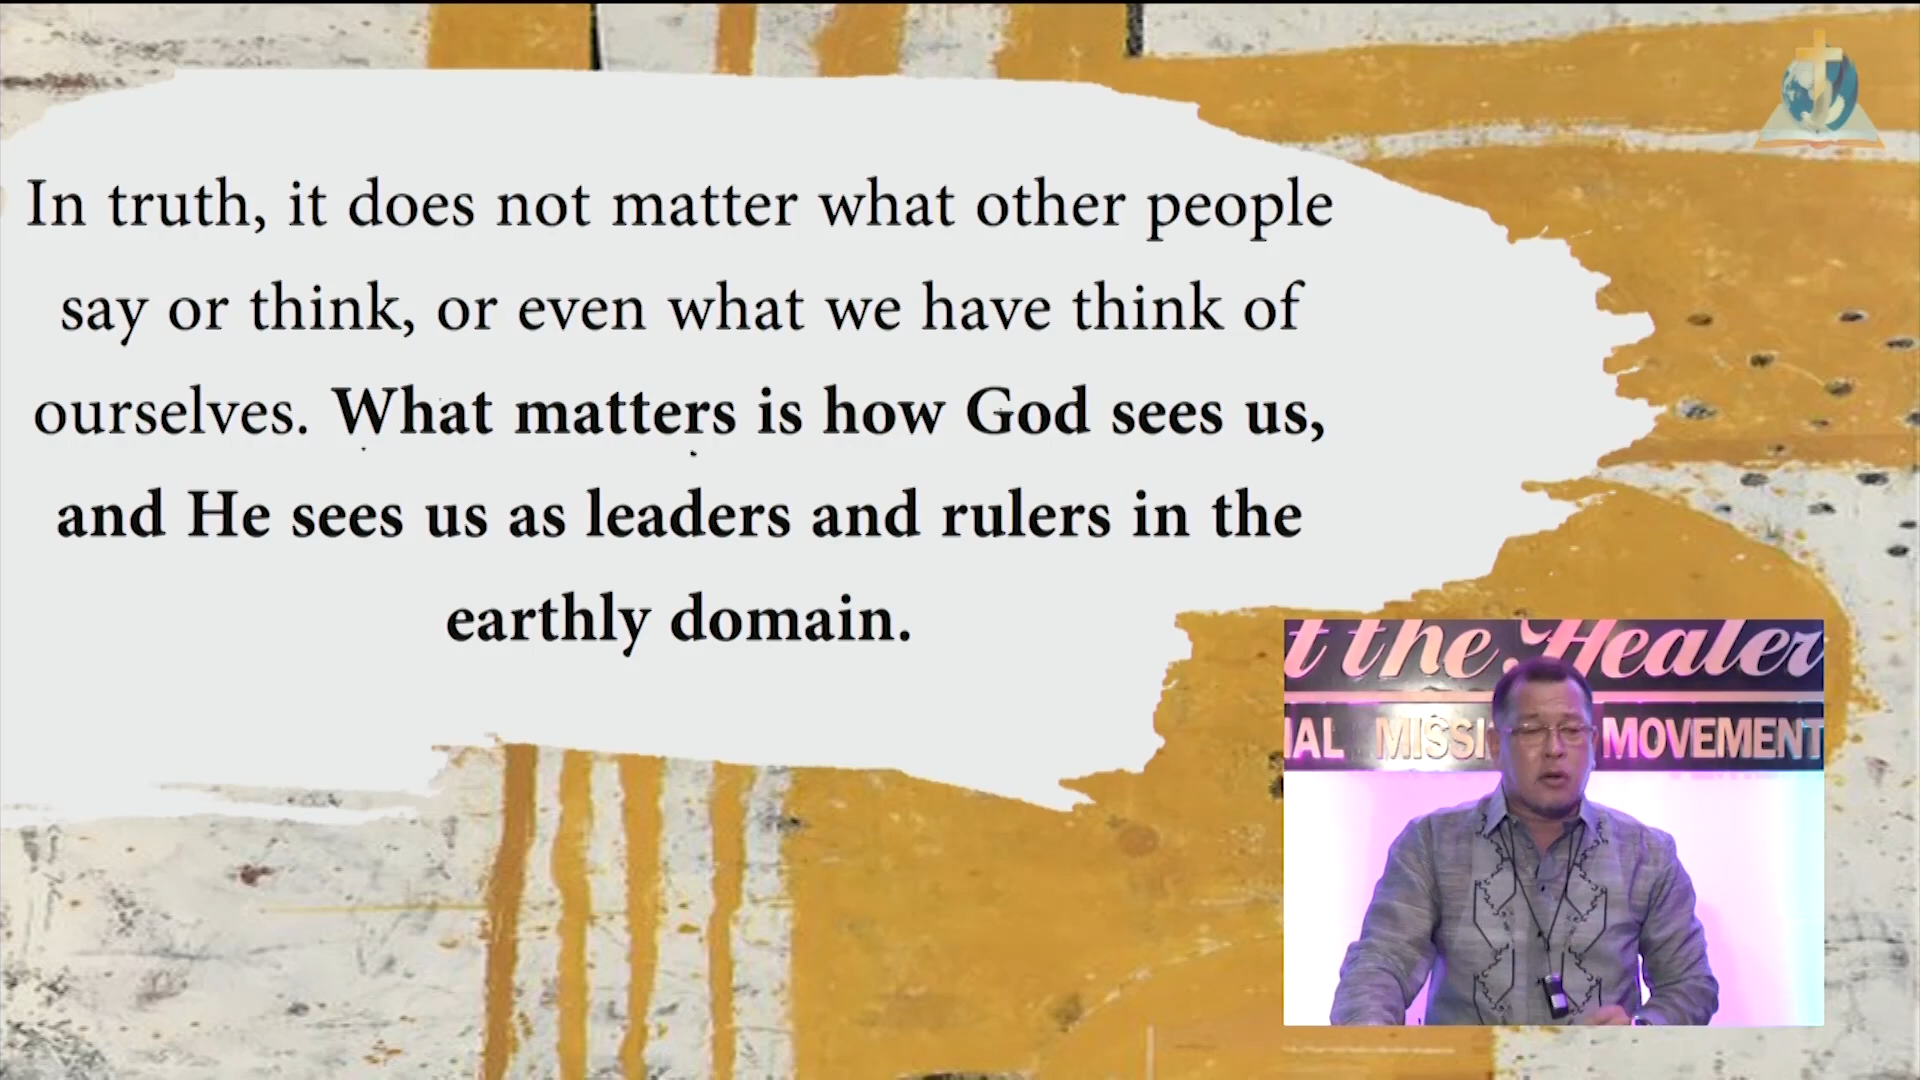 In truth, it does not matter what other people
say or think, or even what we have think of
ourselves. What matters is how God sees us,
and He sees us as leaders and rulers in the
earthly domain.
t the Healer
MOVEMENT